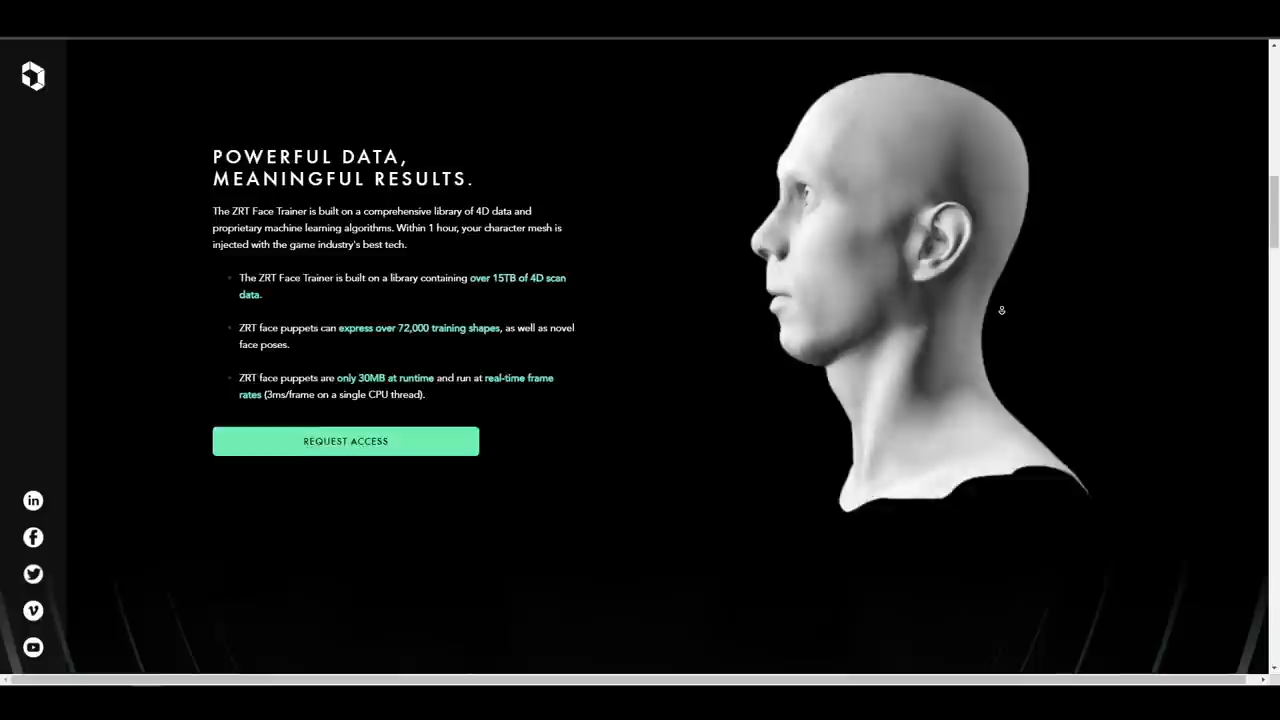 POWERFUL DATA,
MEANINGFUL RESULTS.
The ZRT Face Trainer is built on a comprehensive library of 4D data and
proprietary machine learning algorithms. Within 1 hour, your character mesh is
injected with the game industry's best tech.
The ZRT Face Trainer is built on a library containing over 15TB of 4D scan
data.
ZRT face puppets can express over 72,000 training shapes, as well as novel
face poses.
ZRT face puppets are only 30MB at runtime and run at real-time frame
rates (3ms/frame on a single CPU thread).
REQUEST ACCESS